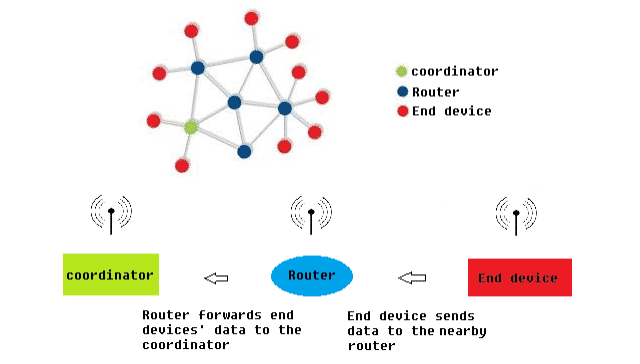 coordinator
Router
End device
coordinator
Router
End device
Router forwards end
devices' data to the
coordinator
End device sends
data to the nearby
router